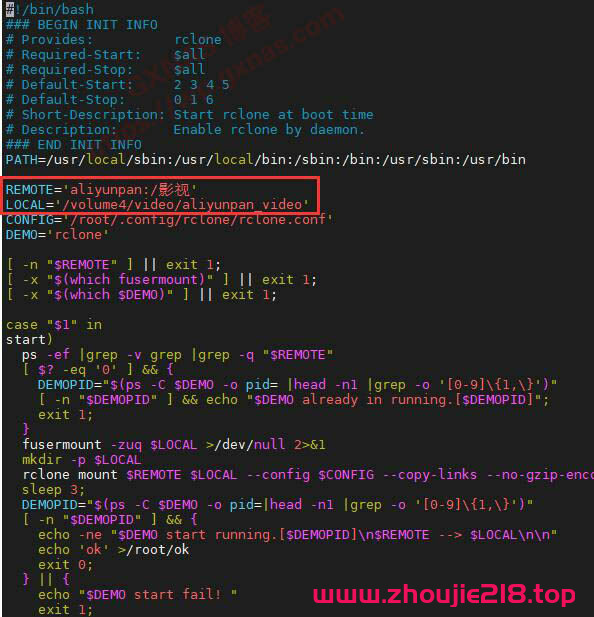 #!/bin/bash
### BEGIN INIT INFO
# Provides:          rclone
# Required-Start:    $all
# Required-Stop:     $all
# Default-Start:     2 3 4 5
# Default-Stop:      0 1 6
# Short-Description: Start rclone at boot time
# Description:       Enable rclone by daemon.
### END INIT INFO
PATH=/usr/local/sbin:/usr/local/bin:/sbin:/bin:/usr/sbin:/usr/bin
REMOTE='aliyunpan:/影视'
LOCAL='/volume4/video/aliyunpan_video'
CONFIG='/root/.config/rclone/rclone.conf'
DEMO='rclone'
[ -n "$REMOTE" ] || exit 1;
[ -x "$(which fusermount)" ] || exit 1;
[ -x "$(which $DEMO)" ] || exit 1;
case "$1" in
start)
  ps -ef |grep -v grep |grep -q "$REMOTE"
  [ $? -eq '0' ] && {
    DEMOPID="$(ps -C $DEMO -o pid= |head -n1 |grep -o '[0-9]\{1,\}')"
    [ -n "$DEMOPID" ] && echo "$DEMO already in running.[$DEMOPID]";
    exit 1;
  }
  fusermount -zuq $LOCAL >/dev/null 2>&1
  mkdir -p $LOCAL
  rclone mount $REMOTE $LOCAL --config $CONFIG --copy-links --no-gzip-enco
  sleep 3;
  DEMOPID="$(ps -C $DEMO -o pid=|head -n1 |grep -o '[0-9]\{1,\}')"
  [ -n "$DEMOPID" ] && {
    echo -ne "$DEMO start running.[$DEMOPID]\n$REMOTE --> $LOCAL\n\n"
    echo 'ok' >/root/ok
    exit 0;
  } || {
    echo "$DEMO start fail! "
    exit 1;
www.zhoujie218.top